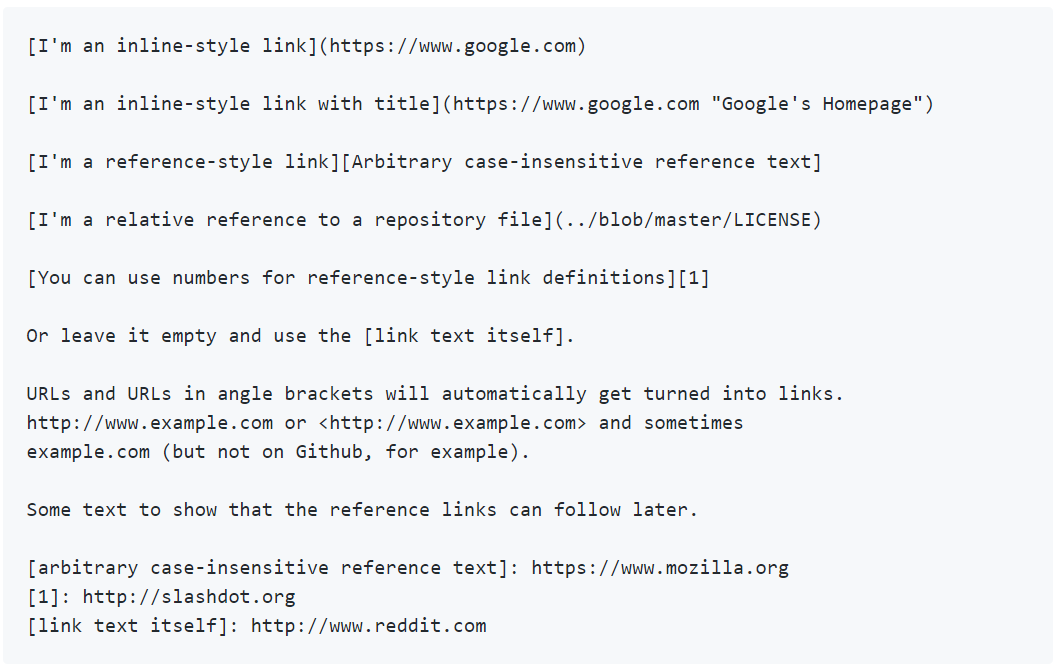 [I'm an inline-style link](https://www.google.com)
[I'm an inline-style link with title](https://www.google.com "Google's Homepage")
[I'm a reference-style link][Arbitrary case-insensitive reference text]
[I'm a relative reference to a repository file](../blob/master/LICENSE)
[You can use numbers for reference-style link definitions][1]
Or leave it empty and use the [link text itself].
URLs and URLs in angle brackets will automatically get turned into links.
http://www.example.com or <http://www.example.com> and sometimes
example.com (but not on Github, for example).
Some text to show that the reference links can follow later.
[arbitrary case-insensitive reference text]: https://www.mozilla.org
[1]: http://slashdot.org
[link text itself]: http://www.reddit.com